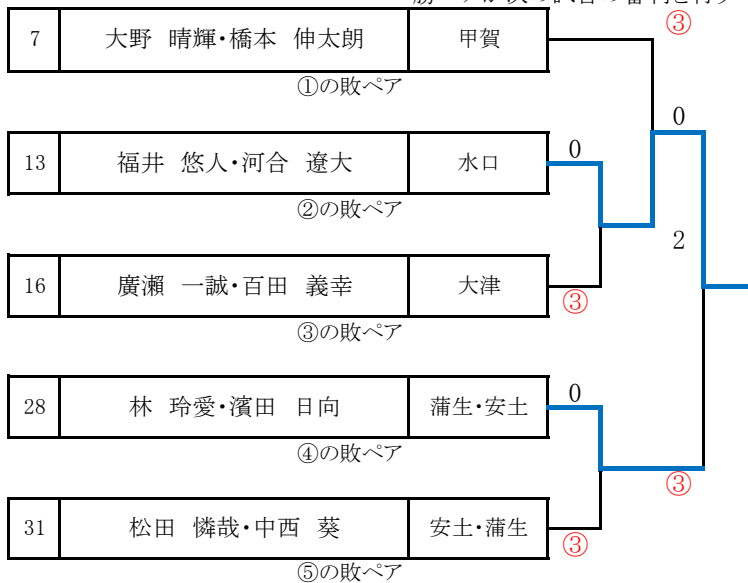 ③
7 大野 晴輝・橋本 伸太朗 甲賀
①の敗ペア
0
13 福井 悠人・河合 遼大 水口
0
②の敗ペア
2
16 廣瀬 一誠・百田 義幸 大津
③
③の敗ペア
28 林 玲愛・濱田 日向 蒲生・安土
0
④の敗ペア
③
31 松田 憐哉・中西 葵 安土・蒲生
③
⑤の敗ペア